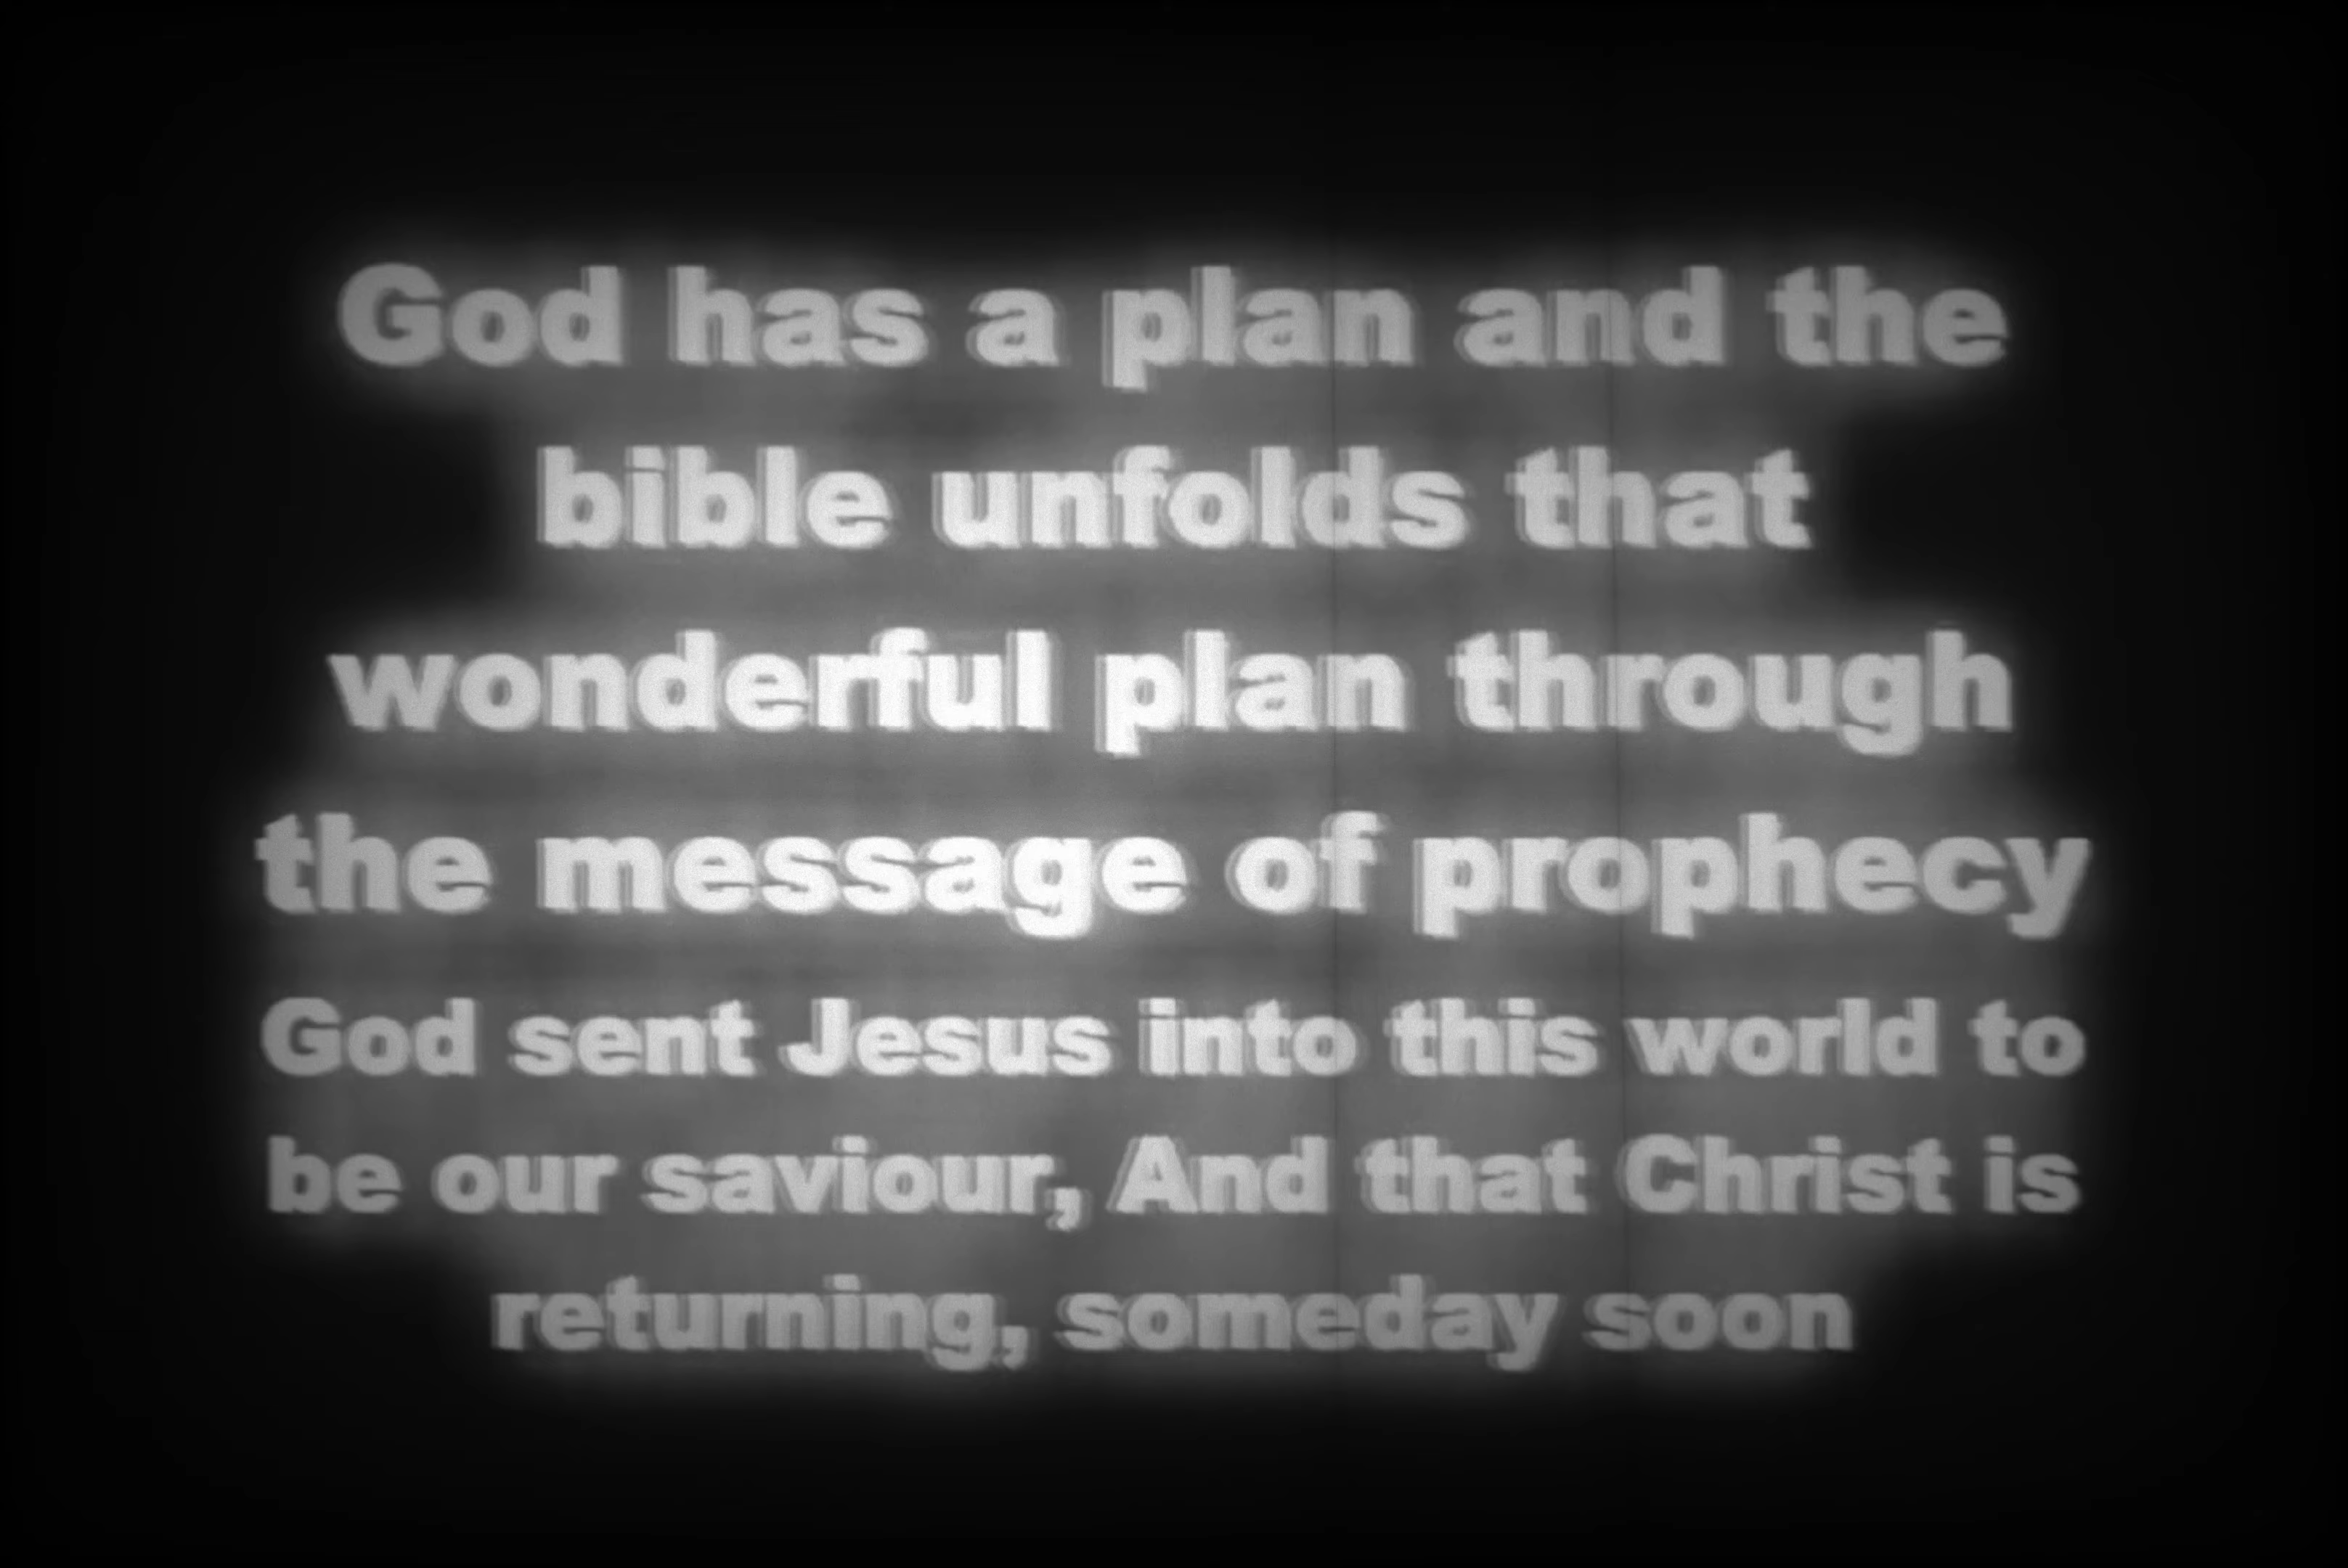 God has a plan and the
bible unfolds that
wonderful plan through
the message of prophecy
God sent Jesus into this world to
be our saviour, And that Christ is
returning, someday soon